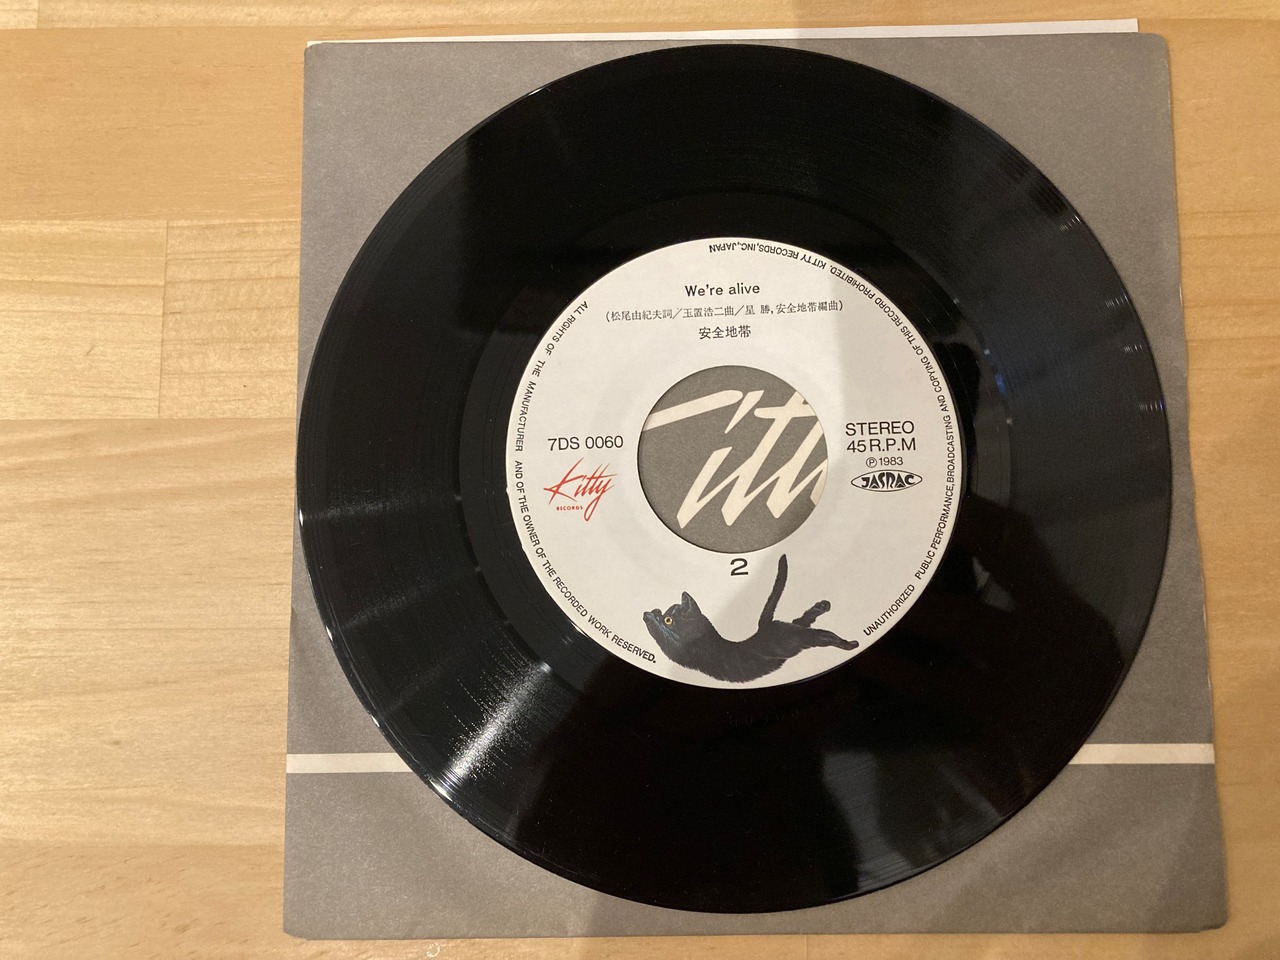 We're alive
(松尾由紀夫詞／玉置浩二曲／星 勝,安全地帯編曲)
安全地帯
7DS 0060
Kitty
RECORDS
STEREO
45 R.P.M
Ⓟ1983
JASRAC
2
ALL RIGHTS OF THE MANUFACTURER AND OF THE OWNER OF THE RECORDED WORK RESERVED.
UNAUTHORIZED PUBLIC PERFORMANCE,BROADCASTING AND COPYING OF THIS RECORD PROHIBITED. KITTY RECORDS,INC.,JAPAN